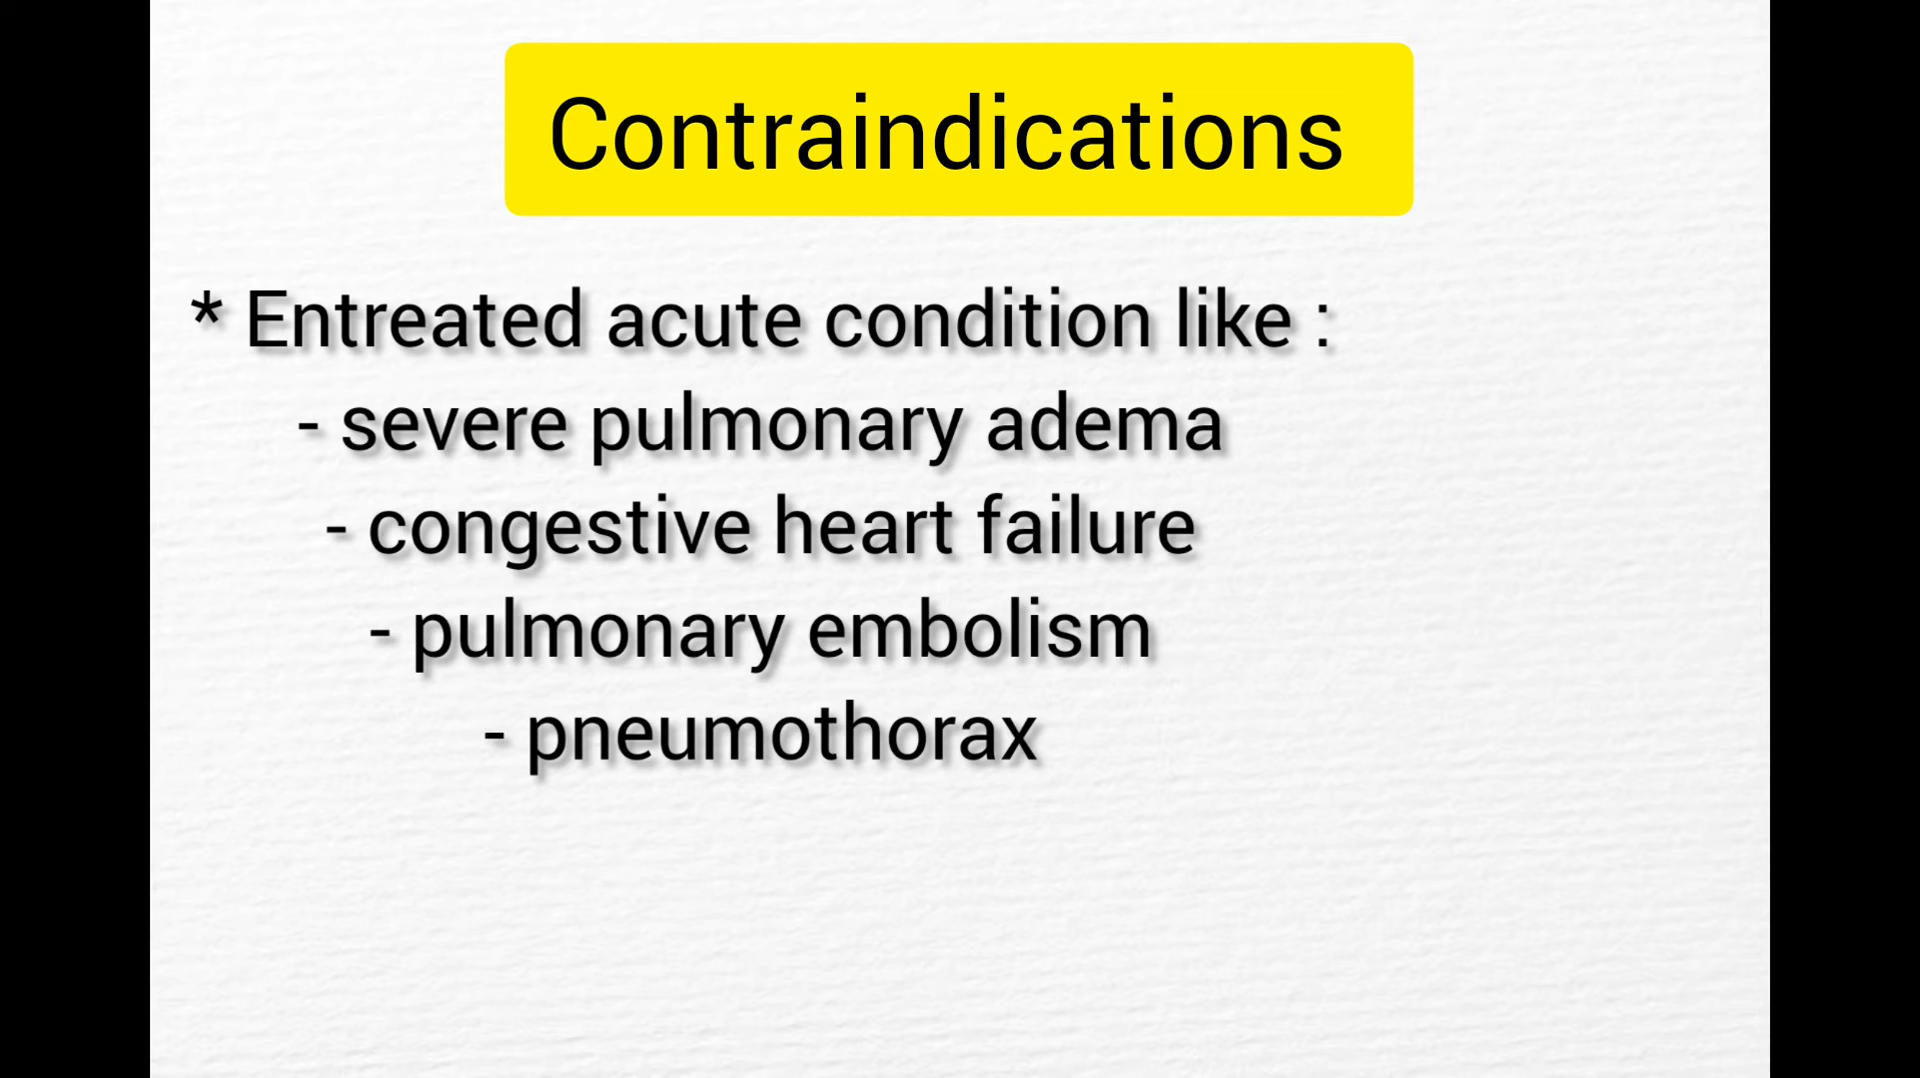 Contraindications
* Entreated acute condition like :
- severe pulmonary adema
- congestive heart failure
- pulmonary embolism
- pneumothorax